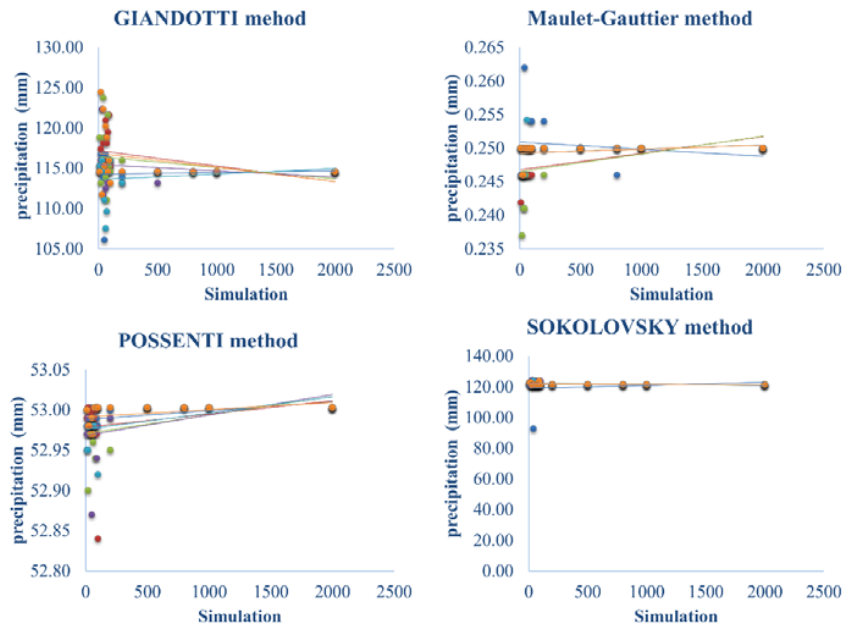 GIANDOTTI mehod
precipitation (mm)
130.00
125.00
120.00
115.00
110.00
105.00
0 500 1000 1500 2000 2500
Simulation
Maulet-Gauttier method
precipitation (mm)
0.265
0.260
0.255
0.250
0.245
0.240
0.235
0 500 1000 1500 2000 2500
Simulation
POSSENTI method
precipitation (mm)
53.05
53.00
52.95
52.90
52.85
52.80
0 500 1000 1500 2000 2500
Simulation
SOKOLOVSKY method
precipitation (mm)
140.00
120.00
100.00
80.00
60.00
40.00
20.00
0.00
0 500 1000 1500 2000 2500
Simulation